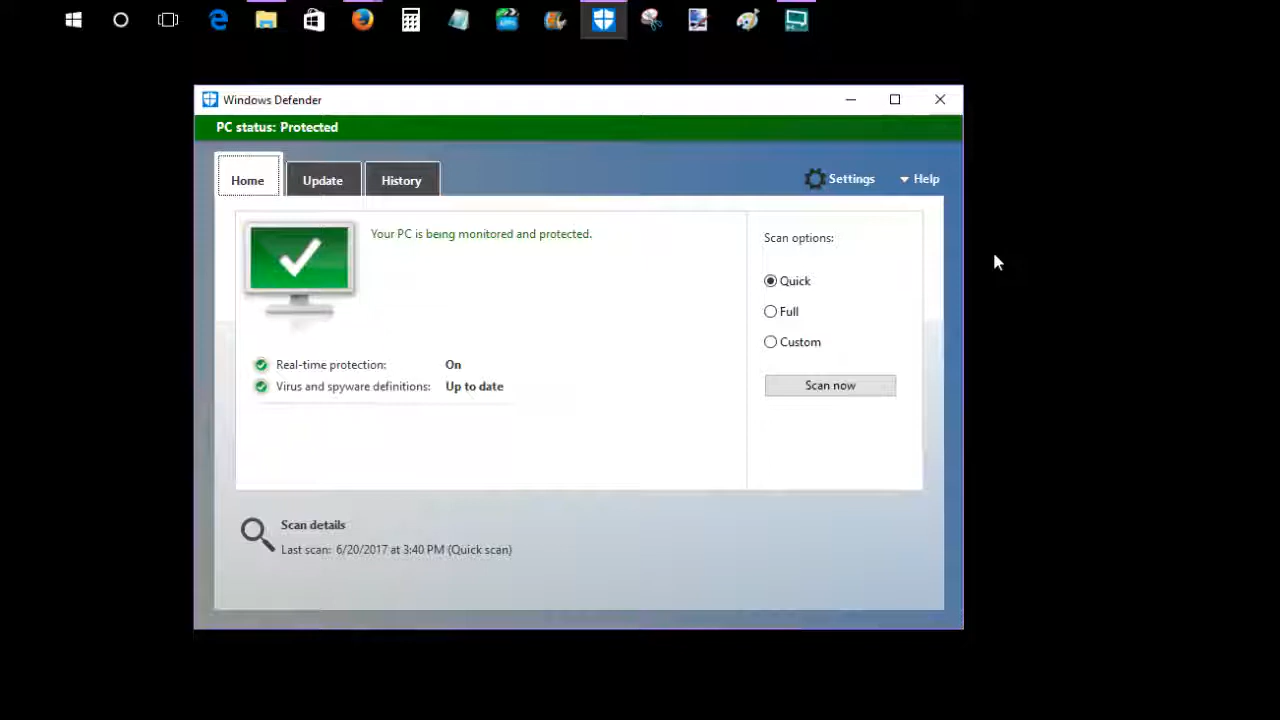 Windows Defender
PC status: Protected
Home
Update
History
Settings
Help
Your PC is being monitored and protected.
Scan options:
Quick
Full
Custom
Scan now
Real-time protection: On
Virus and spyware definitions: Up to date
Scan details
Last scan: 6/20/2017 at 3:40 PM (Quick scan)